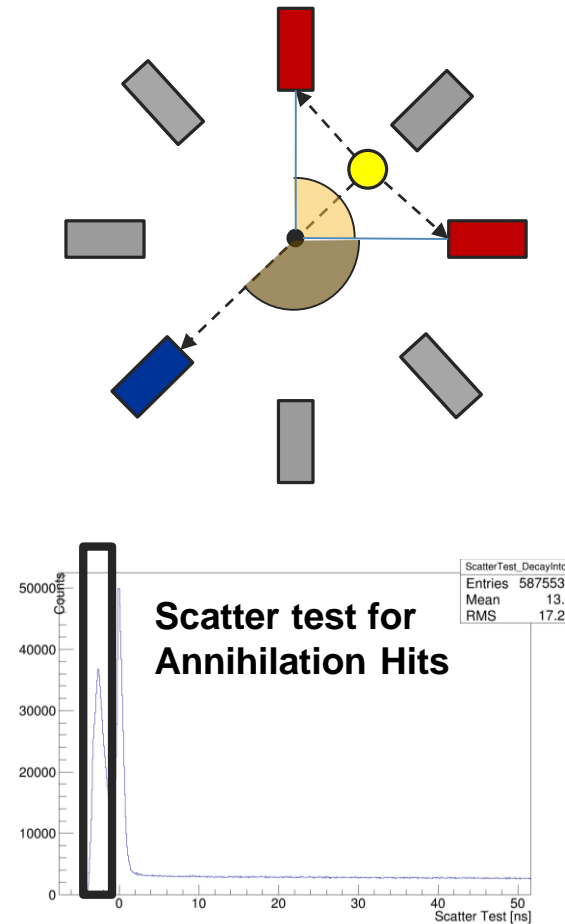 ScatterTest_DecayInto
Entries 587553
Mean 13.
RMS 17.2
Counts
Scatter test for
Annihilation Hits
50000
40000
30000
20000
10000
0
0 10 20 30 40 50
Scatter Test [ns]